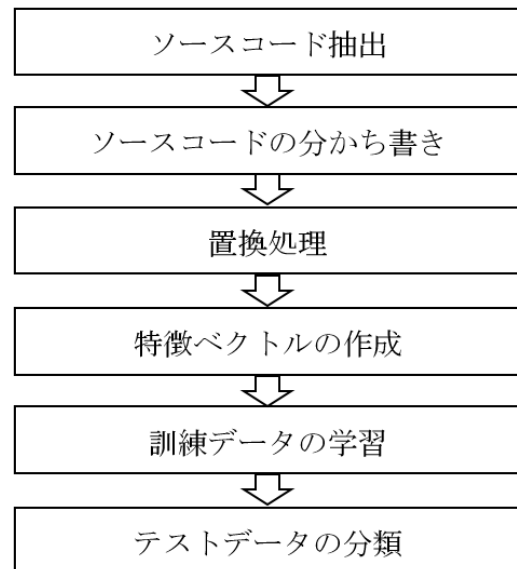 ソースコード抽出
ソースコードの分かち書き
置換処理
特徴ベクトルの作成
訓練データの学習
テストデータの分類